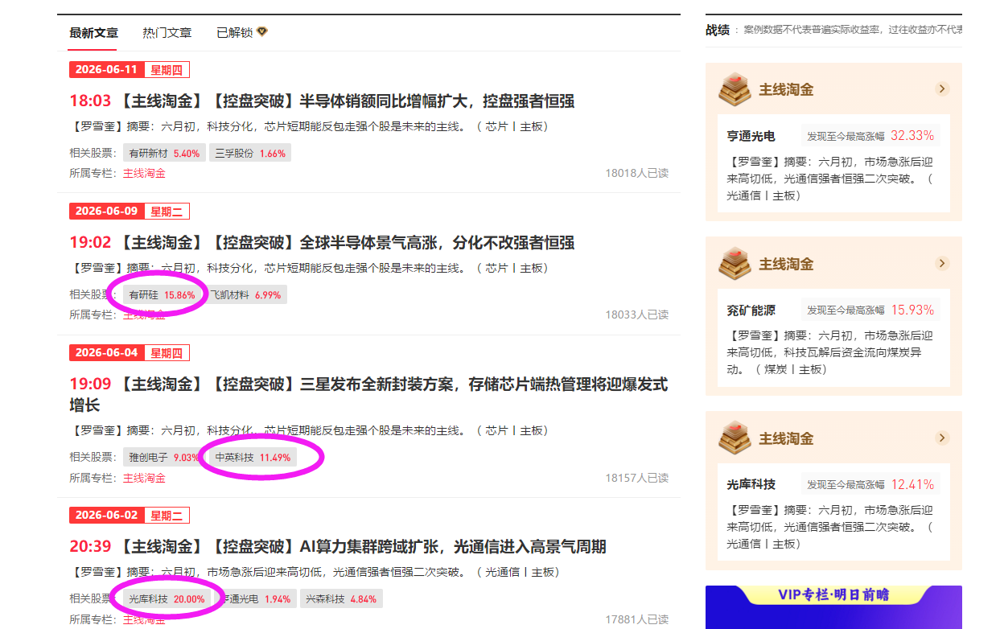 最新文章 热门文章 已解锁
2026-06-11 星期四
18:03 【主线淘金】【控盘突破】半导体销额同比增幅扩大，控盘强者恒强
【罗雪奎】摘要：六月初，科技分化，芯片短期能反包走强个股是未来的主线。（ 芯片丨主板）
相关股票： 有研新材 5.40% 三孚股份 1.66%
所属专栏： 主线淘金 18018人已读
2026-06-09 星期二
19:02 【主线淘金】【控盘突破】全球半导体景气高涨，分化不改强者恒强
【罗雪奎】摘要：六月初，科技分化，芯片短期能反包走强个股是未来的主线。（ 芯片丨主板）
相关股票： 有研硅 15.86% 飞凯材料 6.99%
所属专栏： 主线淘金 18033人已读
2026-06-04 星期四
19:09 【主线淘金】【控盘突破】三星发布全新封装方案，存储芯片端热管理将迎爆发式
增长
【罗雪奎】摘要：六月初，科技分化，芯片短期能反包走强个股是未来的主线。（ 芯片丨主板）
相关股票： 雅创电子 9.03% 中英科技 11.49%
所属专栏： 主线淘金 18157人已读
2026-06-02 星期二
20:39 【主线淘金】【控盘突破】AI算力集群跨域扩张，光通信进入高景气周期
【罗雪奎】摘要：六月初，市场急涨后迎来高切低，光通信强者恒强二次突破。（ 光通信丨主板）
相关股票： 光库科技 20.00% 亨通光电 1.94% 兴森科技 4.84%
所属专栏： 主线淘金 17881人已读
战绩 ： 案例数据不代表普遍实际收益率，过往收益亦不代表
主线淘金
亨通光电 发现至今最高涨幅 32.33%
【罗雪奎】摘要：六月初，市场急涨后迎
来高切低，光通信强者恒强二次突破。（
光通信丨主板）
主线淘金
兖矿能源 发现至今最高涨幅 15.93%
【罗雪奎】摘要：六月初，市场急涨后迎
来高切低，科技瓦解后资金流向煤炭异
动。（ 煤炭丨主板）
主线淘金
光库科技 发现至今最高涨幅 12.41%
【罗雪奎】摘要：六月初，市场急涨后迎
来高切低，光通信强者恒强二次突破。（
光通信丨主板）
VIP专栏·明日前瞻